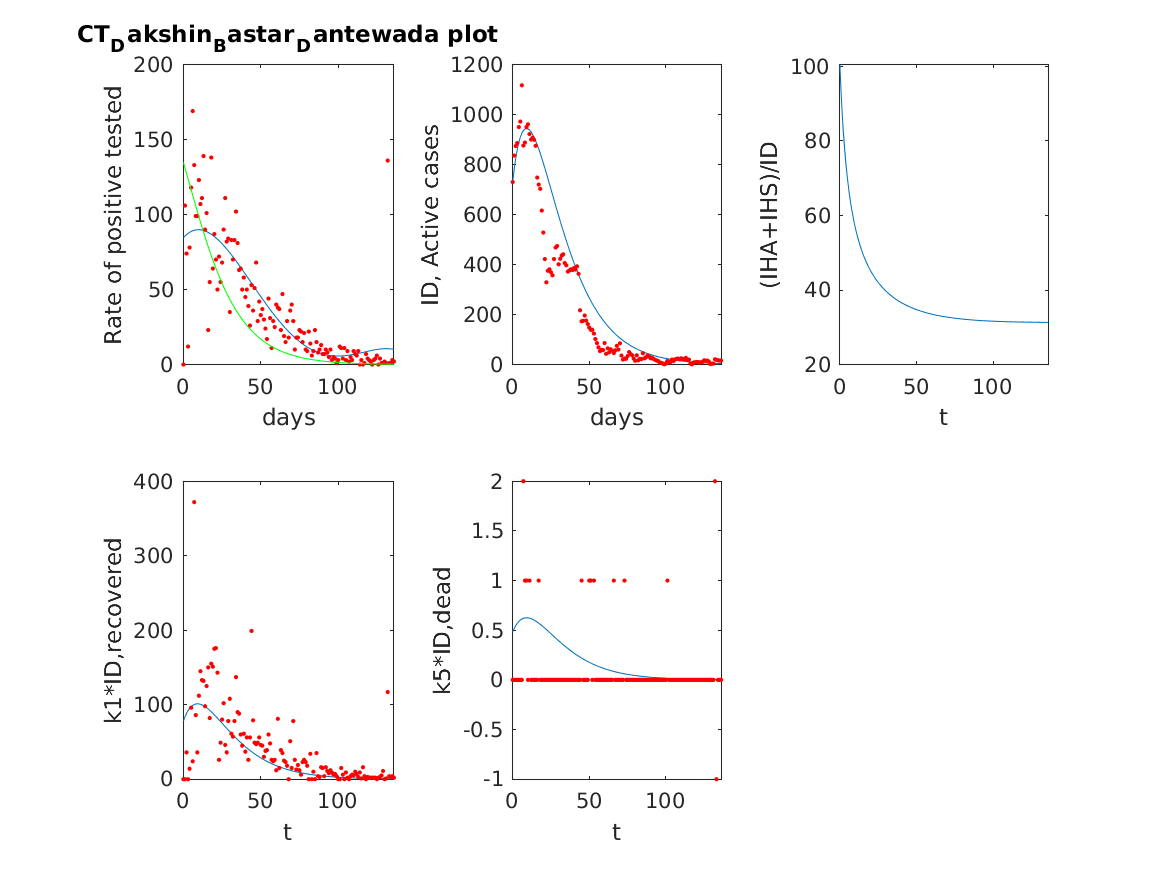 CT_Dakshin_Bastar_Dantewada plot
200
150
100
50
0
Rate of positive tested
0 50 100
days
1200
1000
800
600
400
200
0
ID, Active cases
0 50 100
days
100
80
60
40
20
(IHA+IHS)/ID
0 50 100
t
400
300
200
100
0
k1*ID,recovered
0 50 100
t
2
1.5
1
0.5
0
-0.5
-1
k5*ID,dead
0 50 100
t